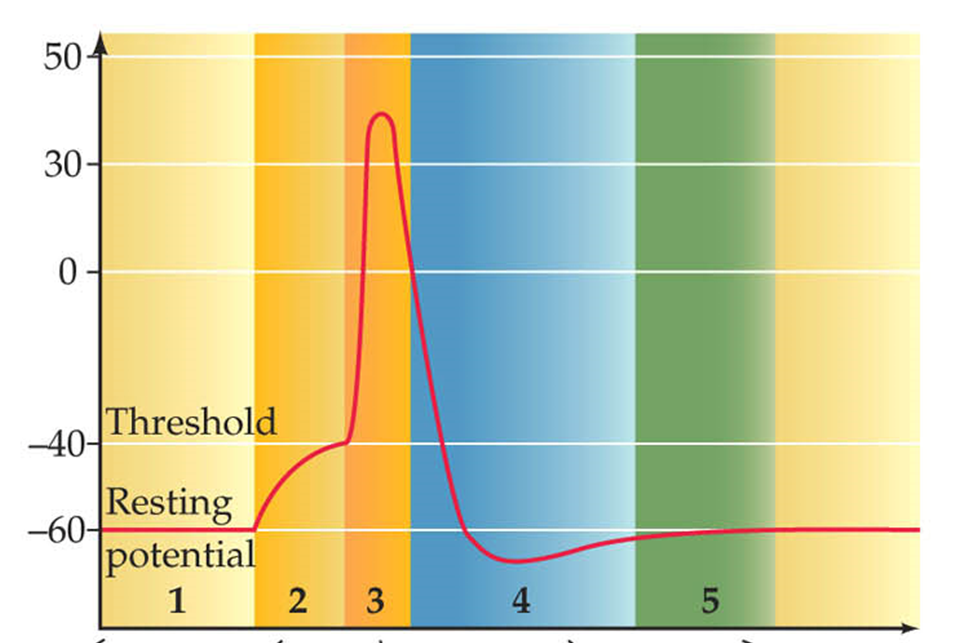 50
30
0
Threshold
–40
Resting
–60
potential
1 2 3 4 5